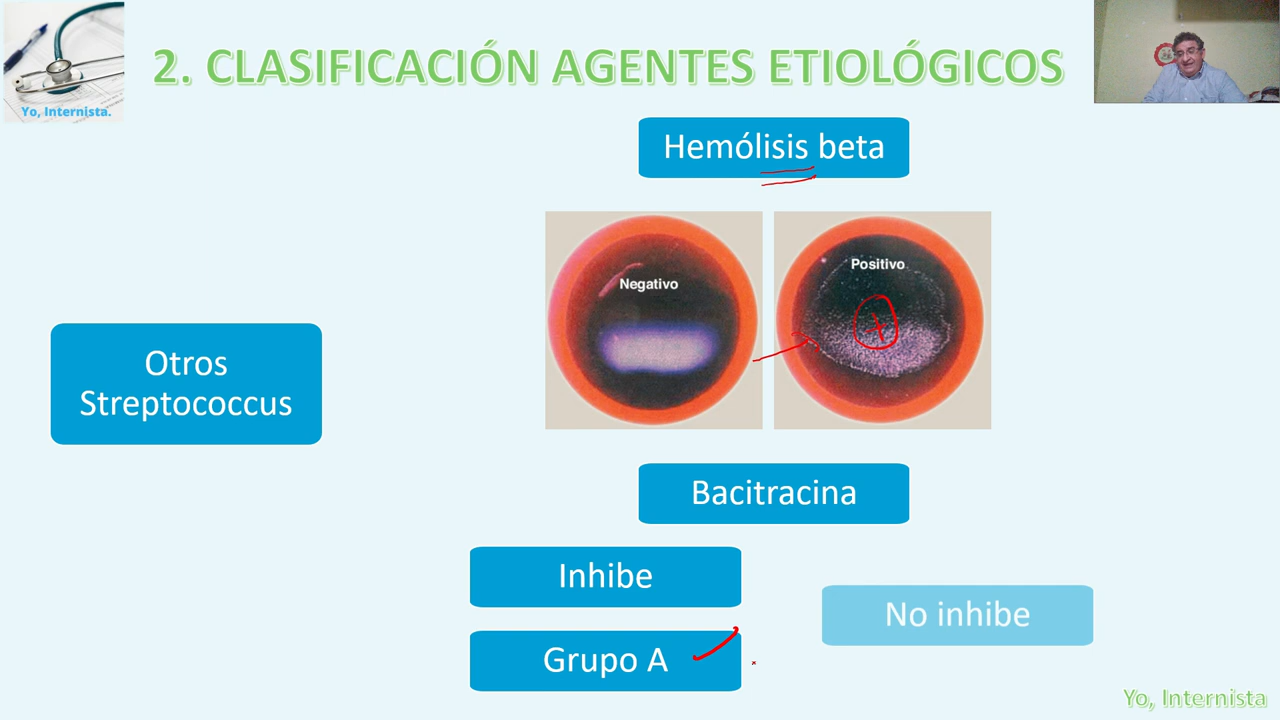 Yo, Internista.
2. CLASIFICACIÓN AGENTES ETIOLÓGICOS
Hemólisis beta
Negativo
Positivo
Otros
Streptococcus
Bacitracina
Inhibe
No inhibe
Grupo A
Yo, Internista